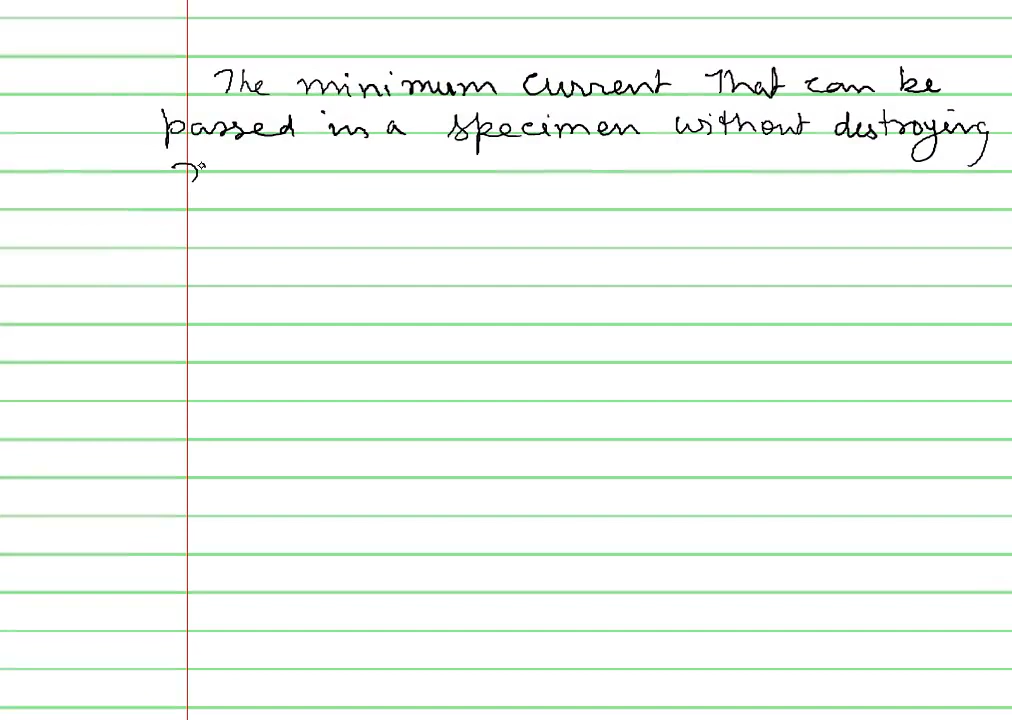 The minimum current that can be
passed in a specimen without destroying